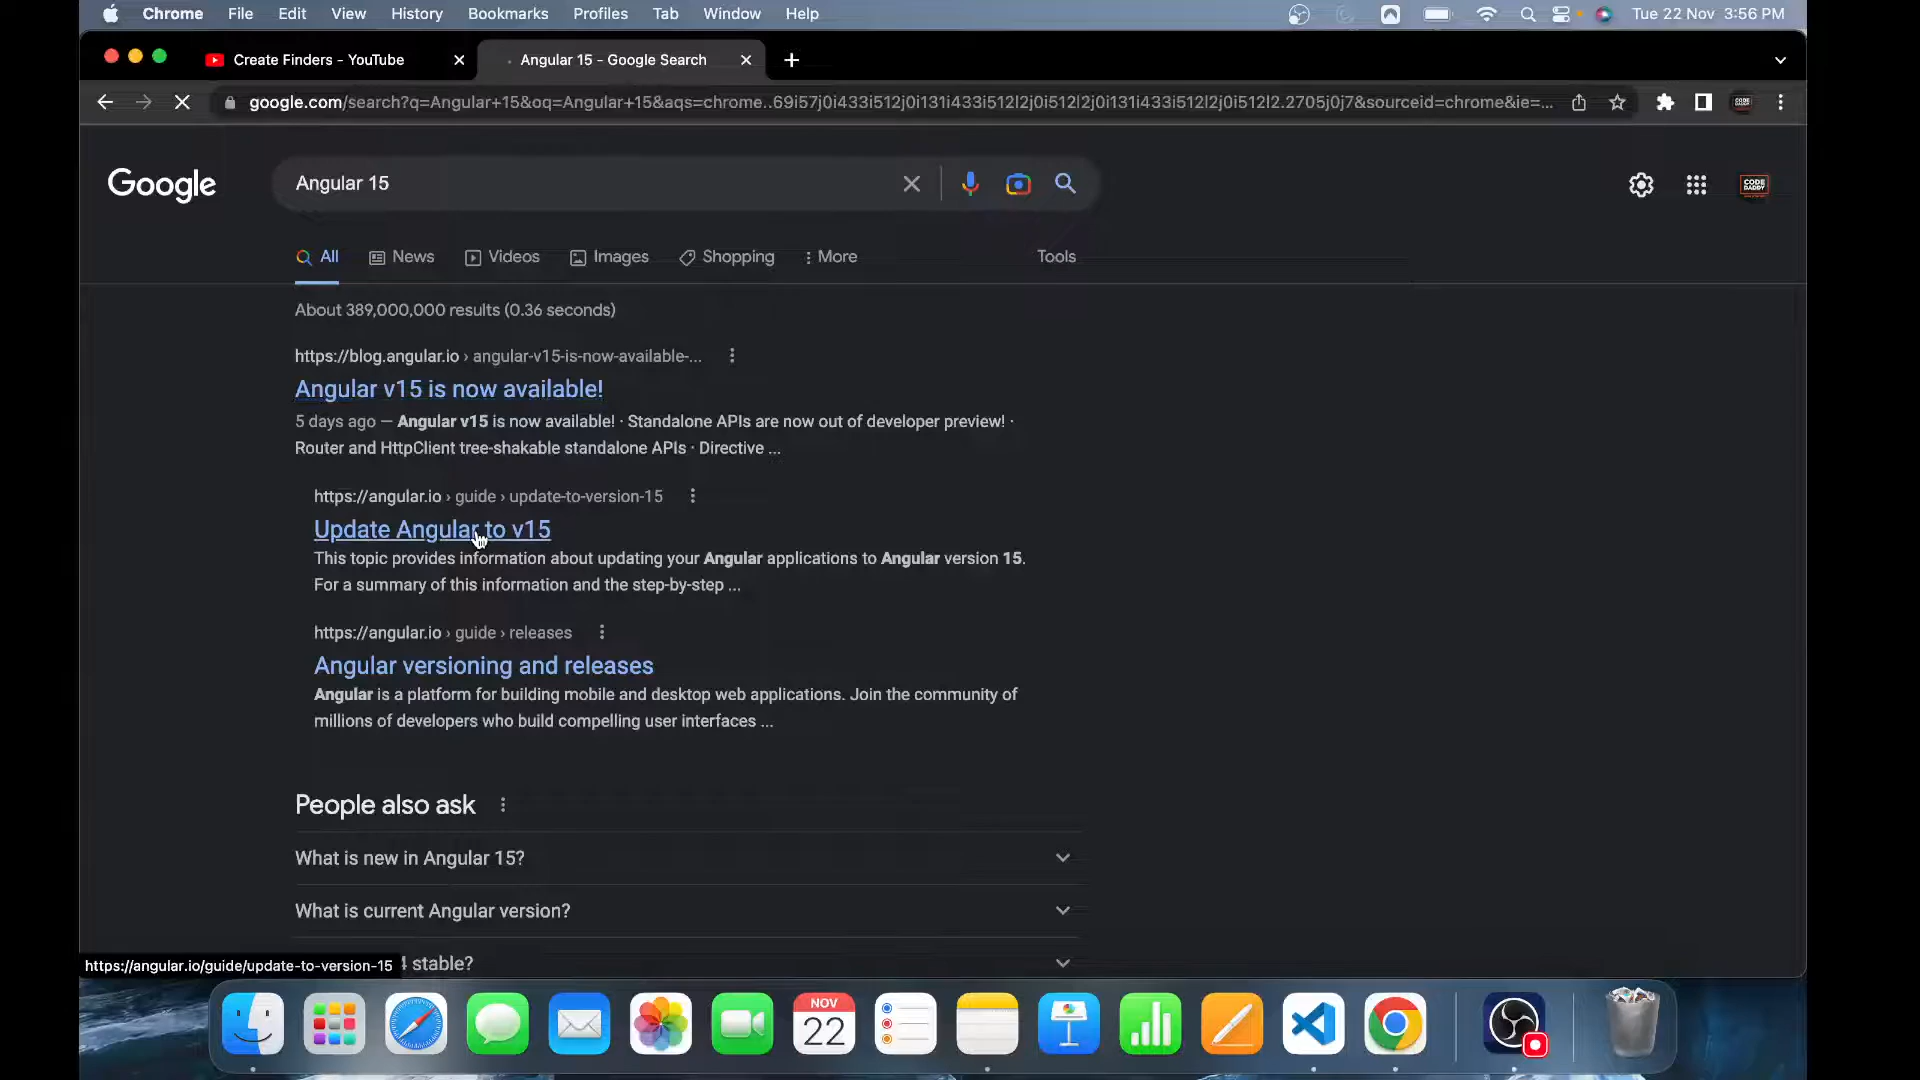 Chrome File Edit View History Bookmarks Profiles Tab Window Help Tue 22 Nov 3:56 PM
Create Finders - YouTube Angular 15 - Google Search
google.com/search?q=Angular+15&oq=Angular+15&aqs=chrome..69i57j0i433i512j0i131i433i512l2j0i512l2j0i131i433i512l2j0i512l2.2705j0j7&sourceid=chrome&ie=...
Google Angular 15 CODE DADDY
All News Videos Images Shopping More Tools
About 389,000,000 results (0.36 seconds)
https://blog.angular.io › angular-v15-is-now-available-...
Angular v15 is now available!
5 days ago — Angular v15 is now available! · Standalone APIs are now out of developer preview! ·
Router and HttpClient tree-shakable standalone APIs · Directive ...
https://angular.io › guide › update-to-version-15
Update Angular to v15
This topic provides information about updating your Angular applications to Angular version 15.
For a summary of this information and the step-by-step ...
https://angular.io › guide › releases
Angular versioning and releases
Angular is a platform for building mobile and desktop web applications. Join the community of
millions of developers who build compelling user interfaces ...
People also ask
What is new in Angular 15?
What is current Angular version?
stable?
https://angular.io/guide/update-to-version-15
NOV
22